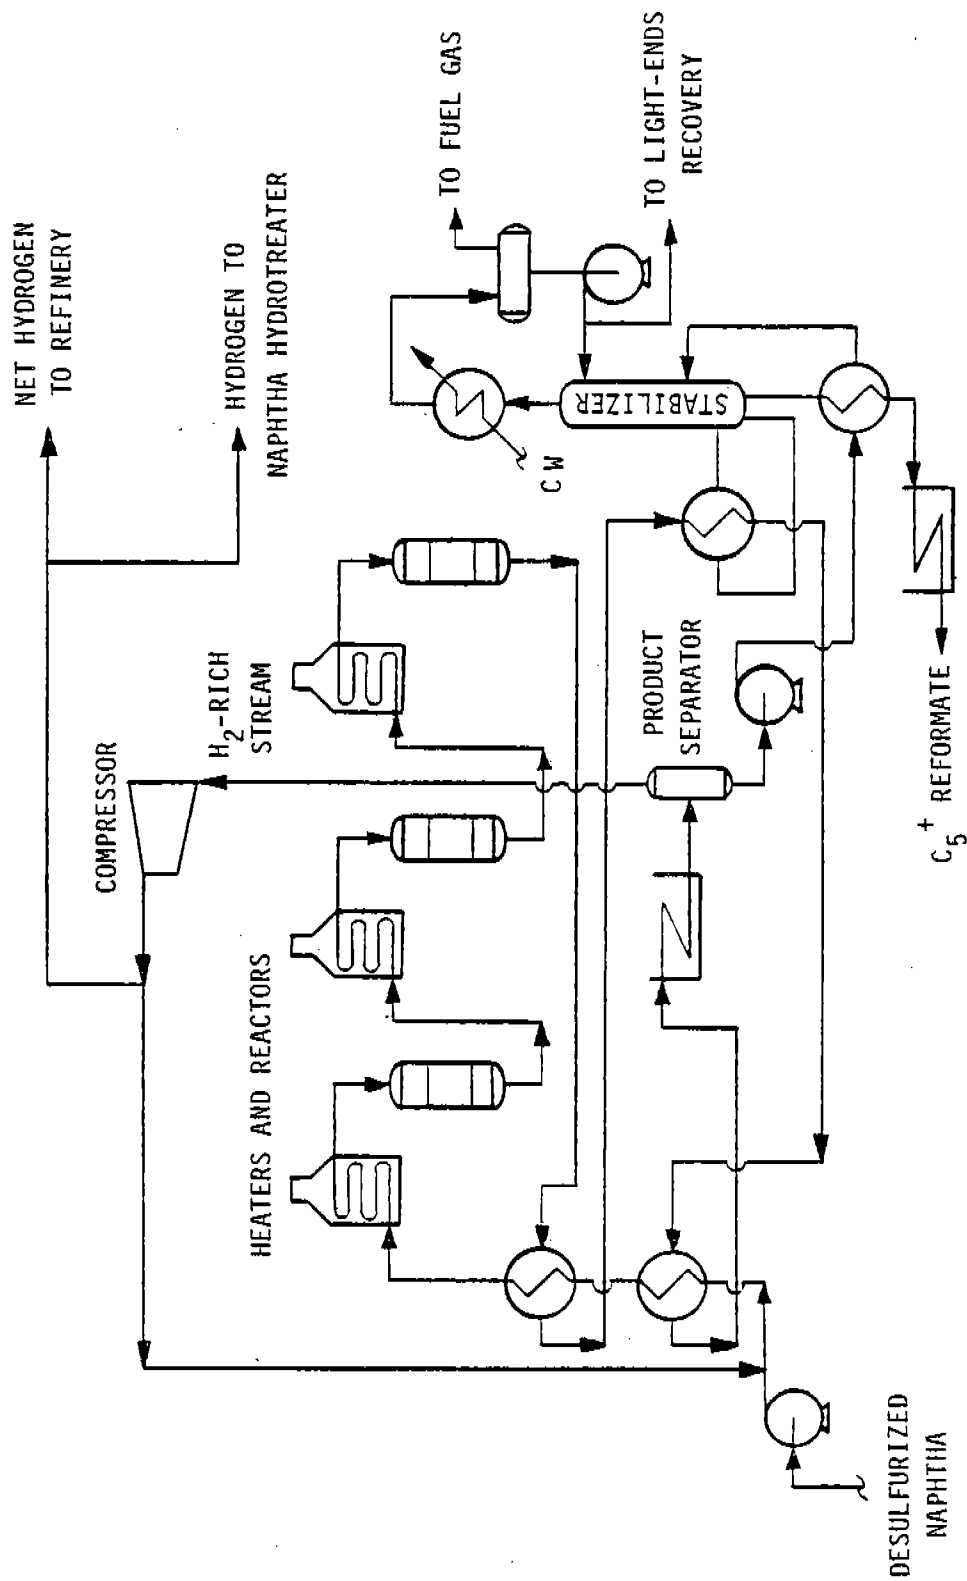 NET HYDROGEN
TO REFINERY
HYDROGEN TO
NAPHTHA HYDROTREATER
COMPRESSOR
H2-RICH
STREAM
HEATERS AND REACTORS
TO FUEL GAS
TO LIGHT-ENDS
RECOVERY
CW
STABILIZER
PRODUCT
SEPARATOR
DESULFURIZED
NAPHTHA
C5+ REFORMATE